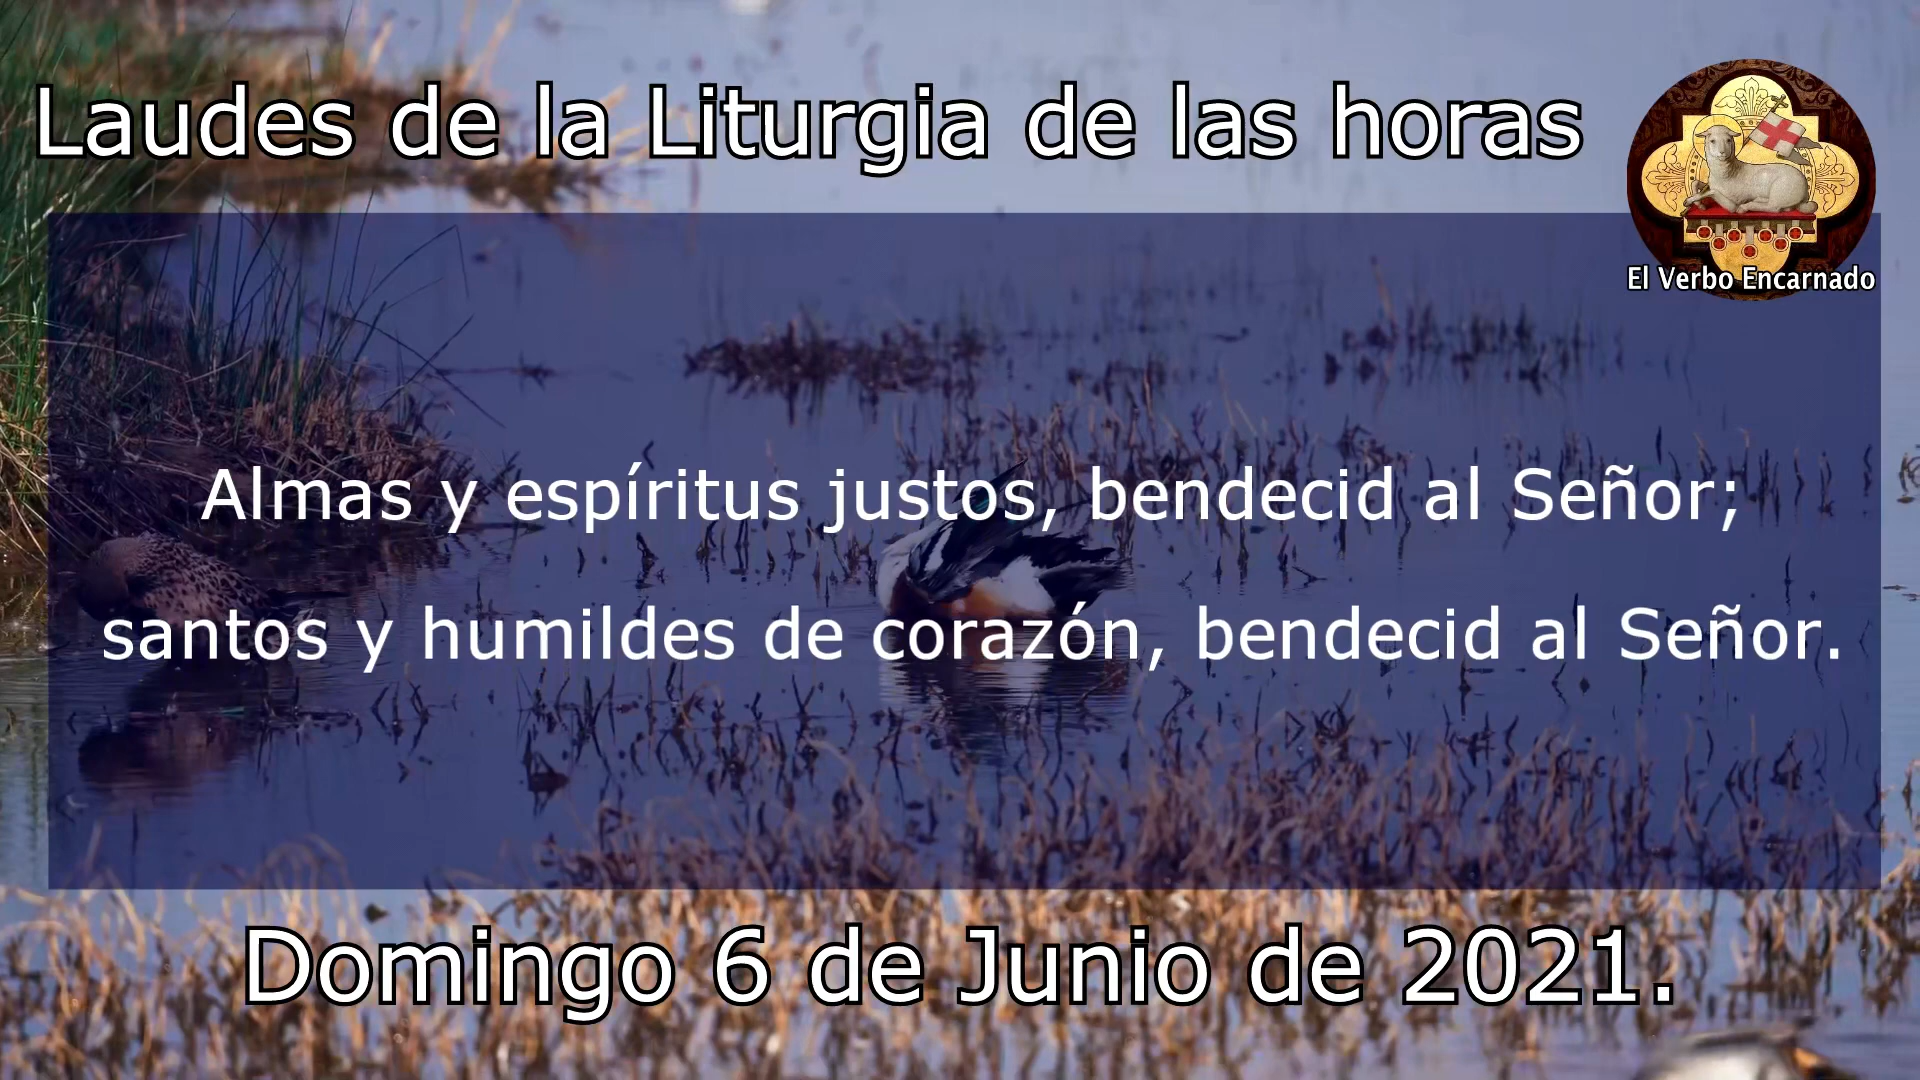 Laudes de la Liturgia de las horas
El Verbo Encarnado
Almas y espíritus justos, bendecid al Señor;
santos y humildes de corazón, bendecid al Señor.
Domingo 6 de Junio de 2021.